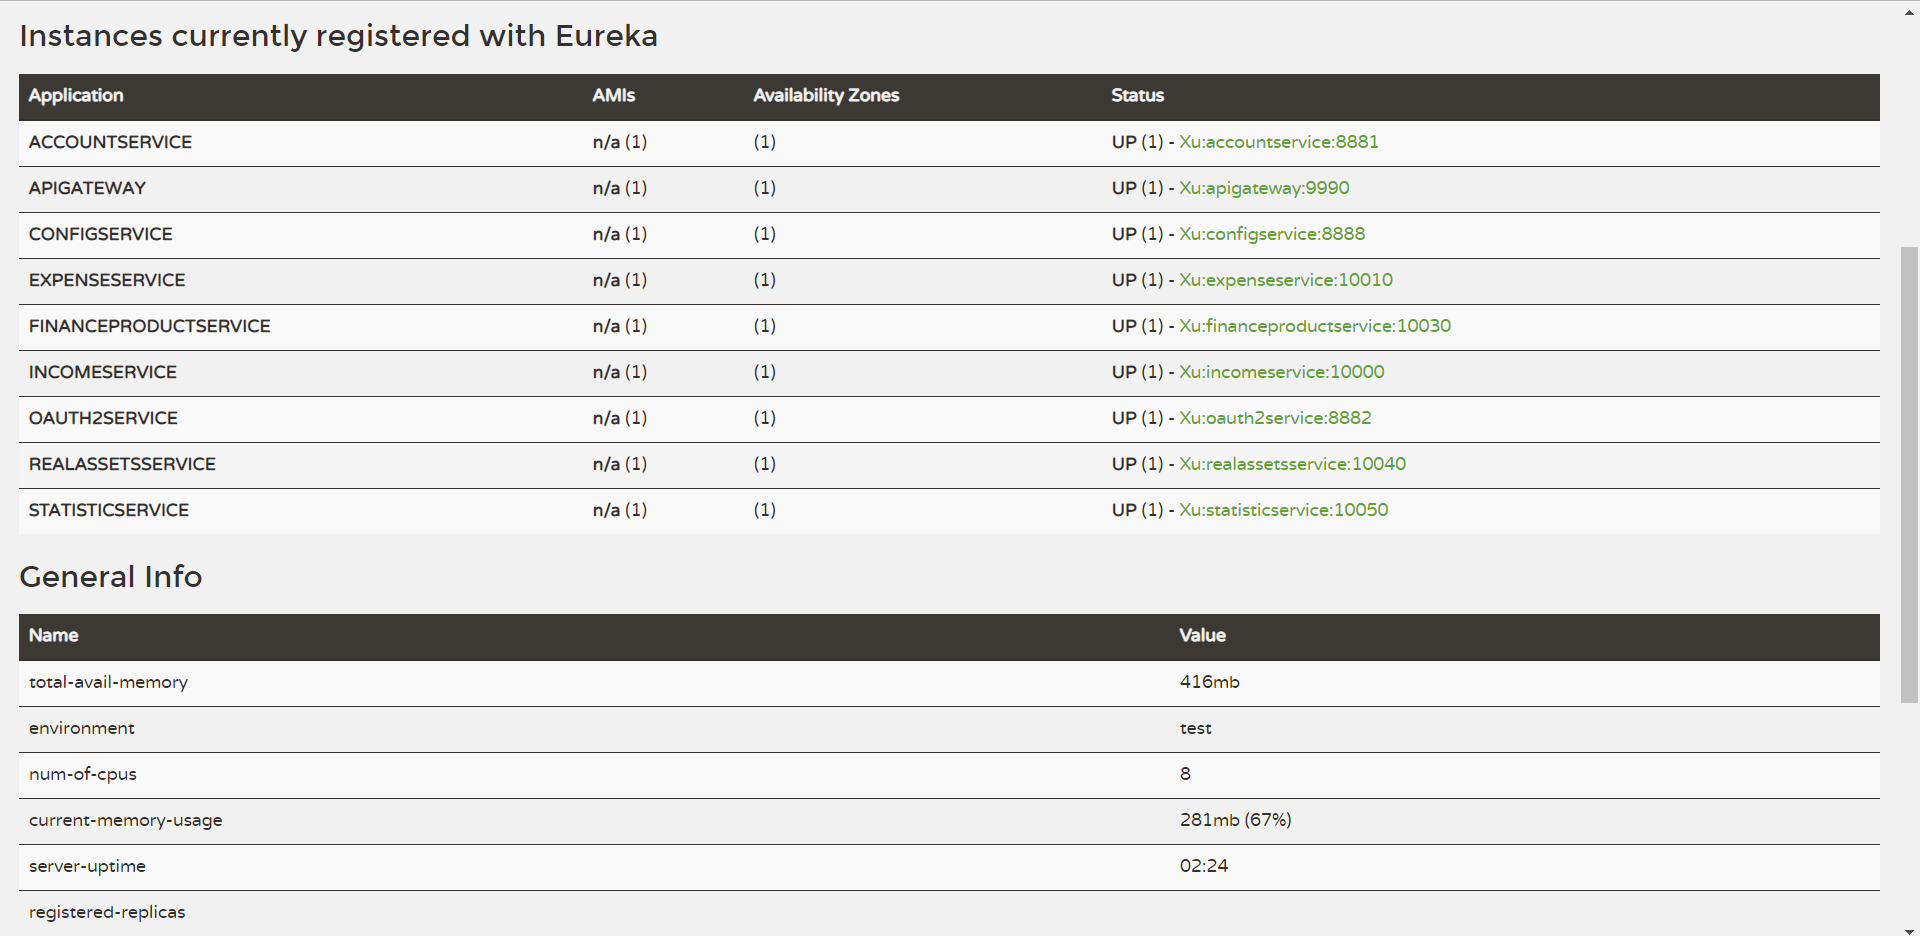 Instances currently registered with Eureka
Application AMIs Availability Zones Status
ACCOUNTSERVICE n/a (1) (1) UP (1) - Xu:accountservice:8881
APIGATEWAY n/a (1) (1) UP (1) - Xu:apigateway:9990
CONFIGSERVICE n/a (1) (1) UP (1) - Xu:configservice:8888
EXPENSESERVICE n/a (1) (1) UP (1) - Xu:expenseservice:10010
FINANCEPRODUCTSERVICE n/a (1) (1) UP (1) - Xu:financeproductservice:10030
INCOMESERVICE n/a (1) (1) UP (1) - Xu:incomeservice:10000
OAUTH2SERVICE n/a (1) (1) UP (1) - Xu:oauth2service:8882
REALASSETSSERVICE n/a (1) (1) UP (1) - Xu:realassetsservice:10040
STATISTICSERVICE n/a (1) (1) UP (1) - Xu:statisticservice:10050
General Info
Name Value
total-avail-memory 416mb
environment test
num-of-cpus 8
current-memory-usage 281mb (67%)
server-uptime 02:24
registered-replicas